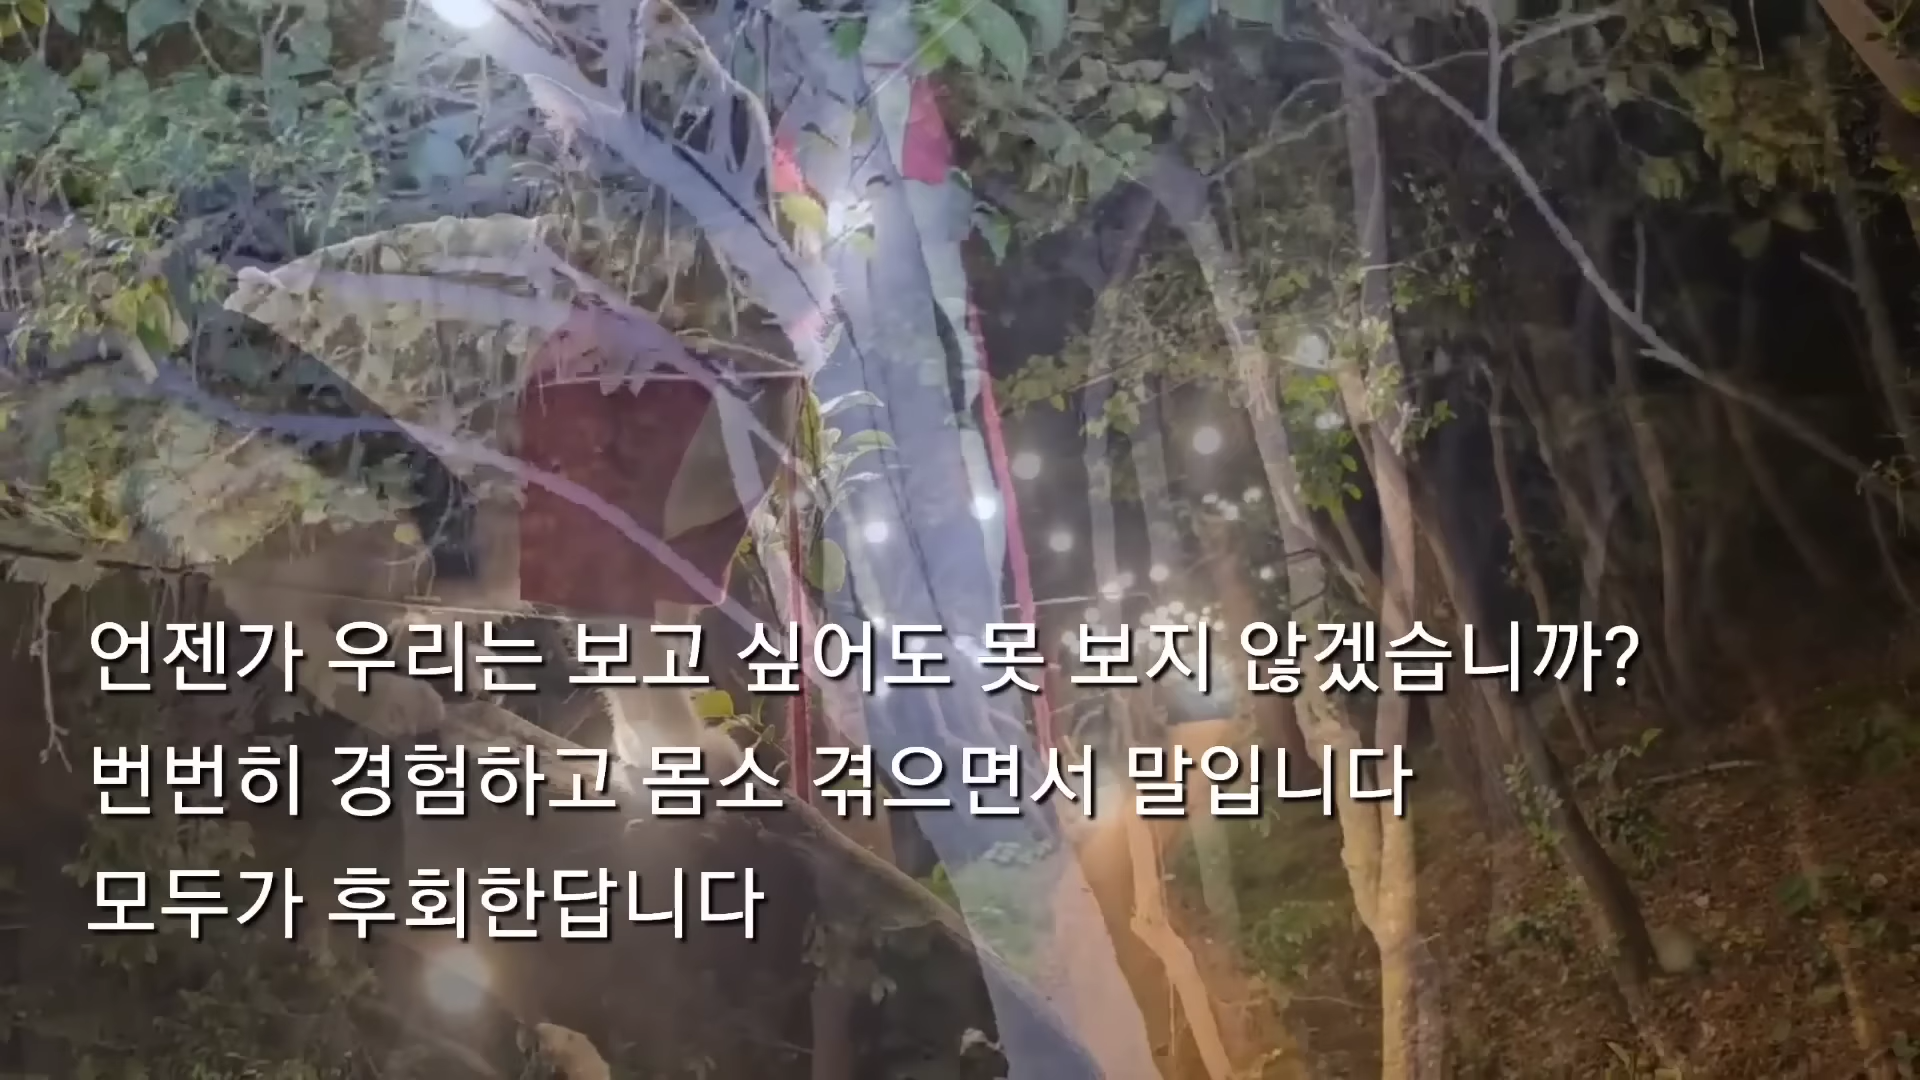 언젠가 우리는 보고 싶어도 못 보지 않겠습니까?
번번히 경험하고 몸소 겪으면서 말입니다
모두가 후회한답니다